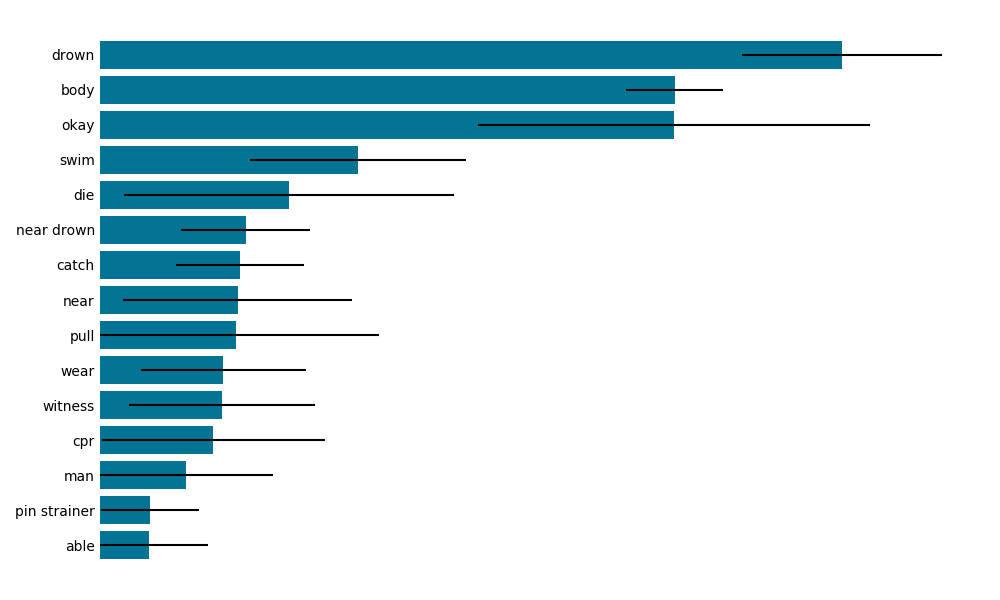 drown
body
okay
swim
die
near drown
catch
near
pull
wear
witness
cpr
man
pin strainer
able